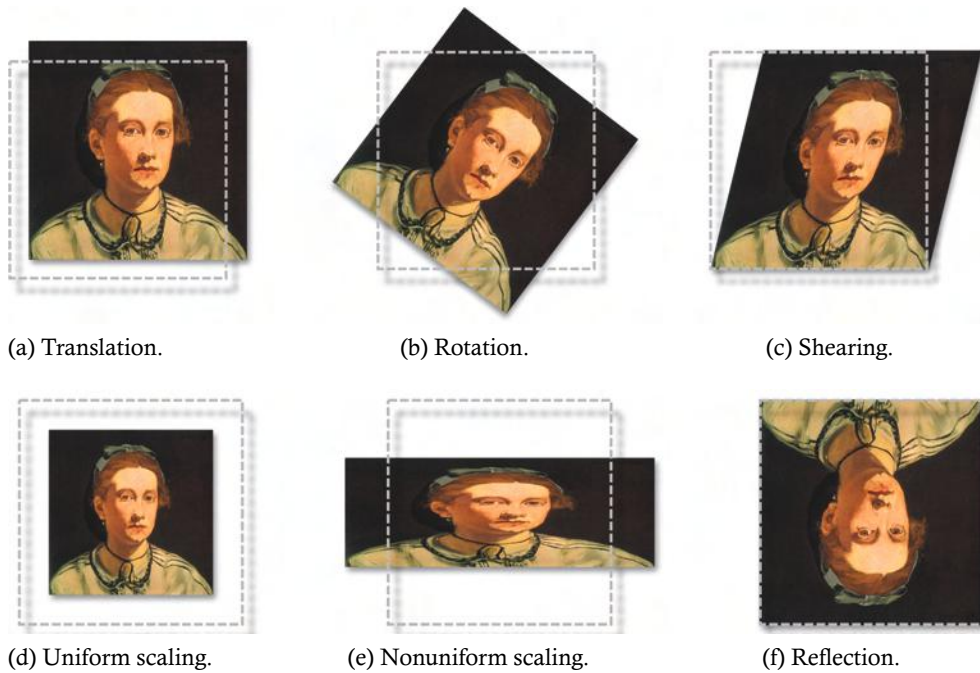 (a) Translation.
(b) Rotation.
(c) Shearing.
(d) Uniform scaling.
(e) Nonuniform scaling.
(f) Reflection.